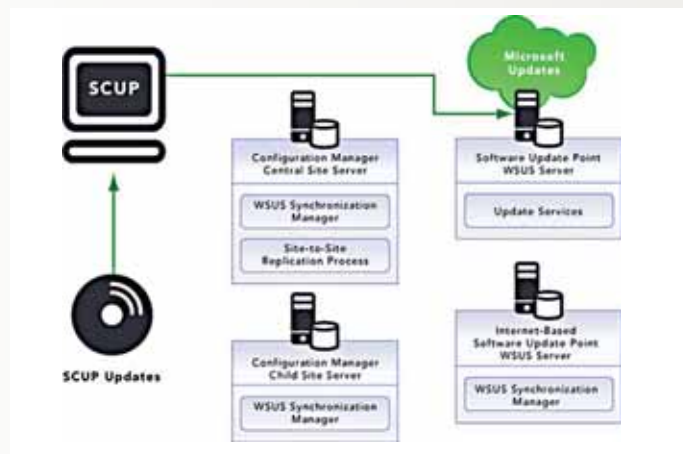 SCUP
Microsoft
Updates
Configuration Manager
Central Site Server
WSUS Synchronization
Manager
Site-to-Site
Replication Process
Software Update Point
WSUS Server
Update Services
SCUP Updates
Configuration Manager
Child Site Server
WSUS Synchronization
Manager
Internet-Based
Software Update Point
WSUS Server
WSUS Synchronization
Manager